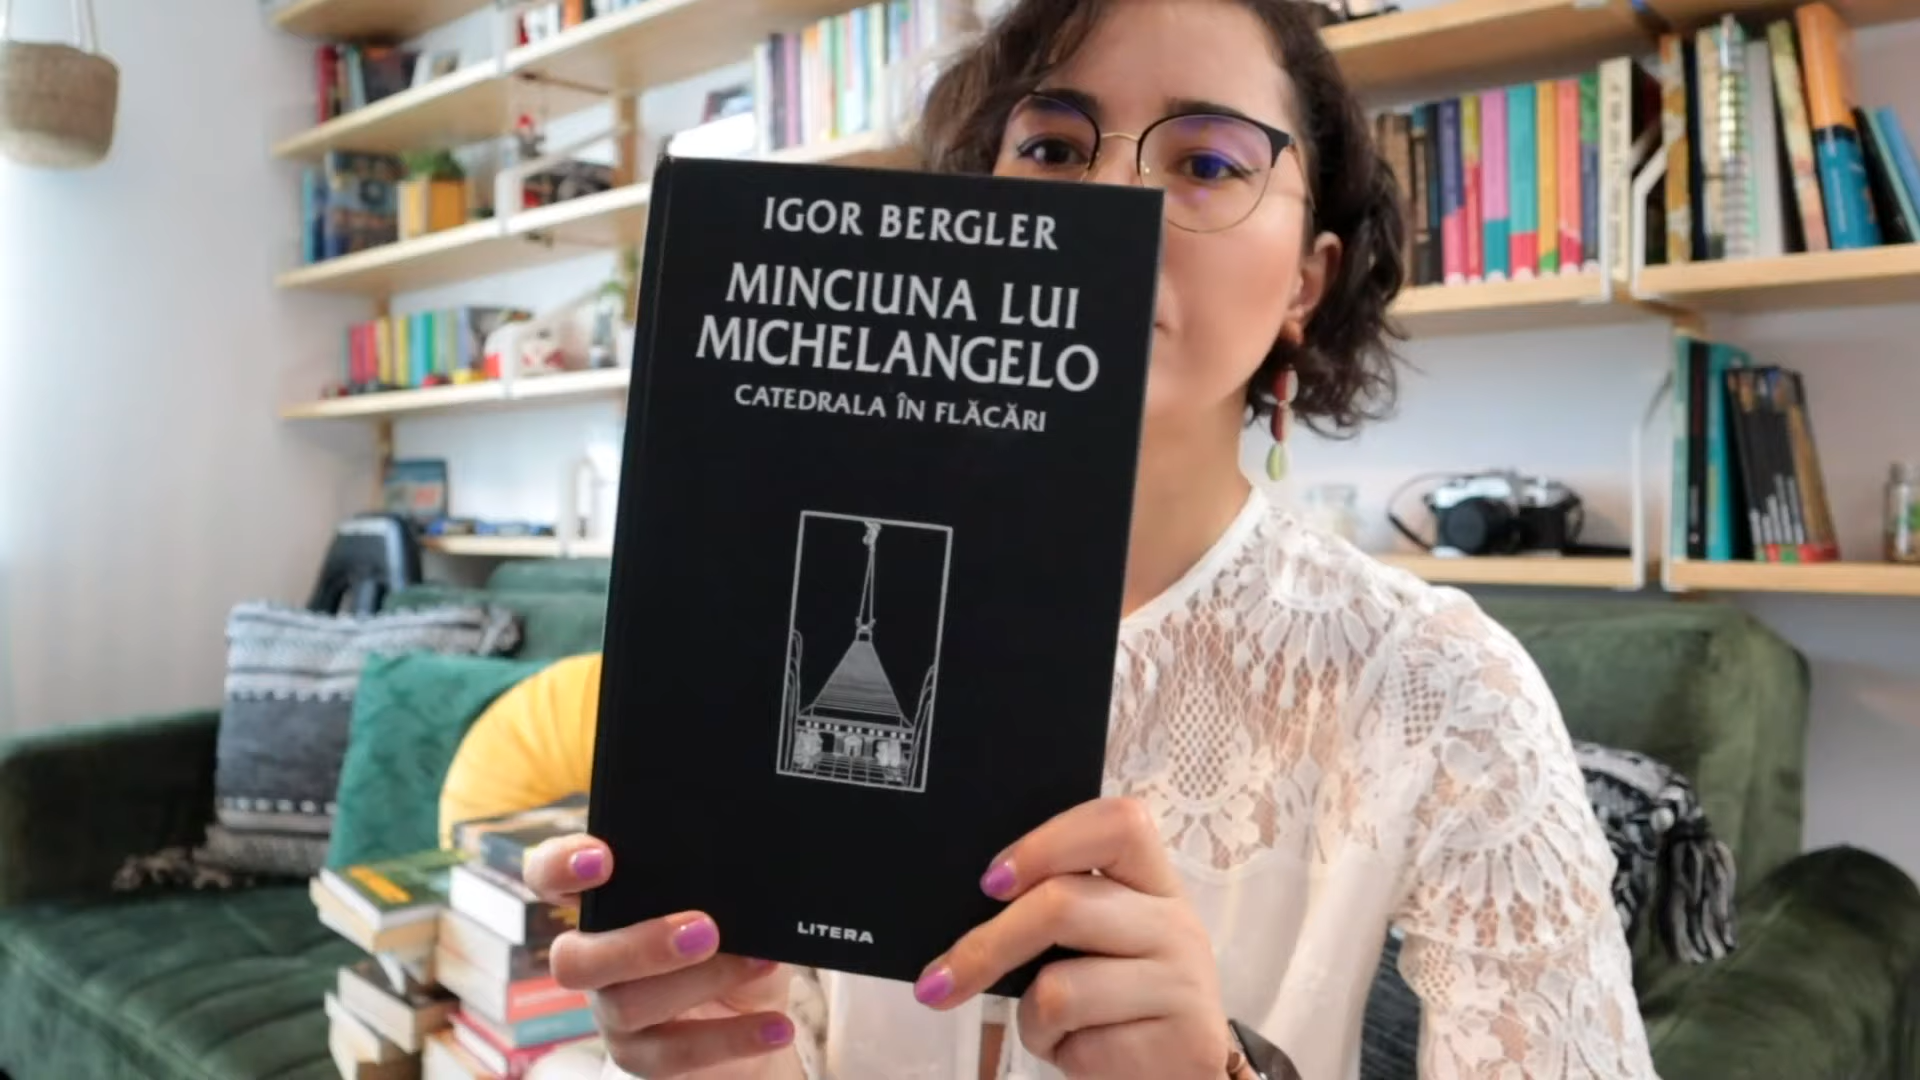 IGOR BERGLER
MINCIUNA LUI
MICHELANGELO
CATEDRALA ÎN FLĂCĂRI
LITERA